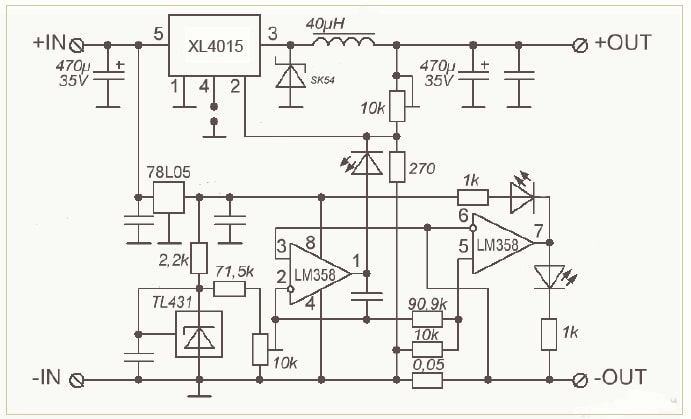 40µH
+IN 5 XL4015 3 +OUT
470µ
35V
+
1 4 2
SK54
10k
470µ
35V
+
270
78L05
1k
2,2k
71,5k
3 8 LM358 1
2 4
6 7
5 LM358
TL431
10k
90,9k
10k
0,05
1k
-IN -OUT